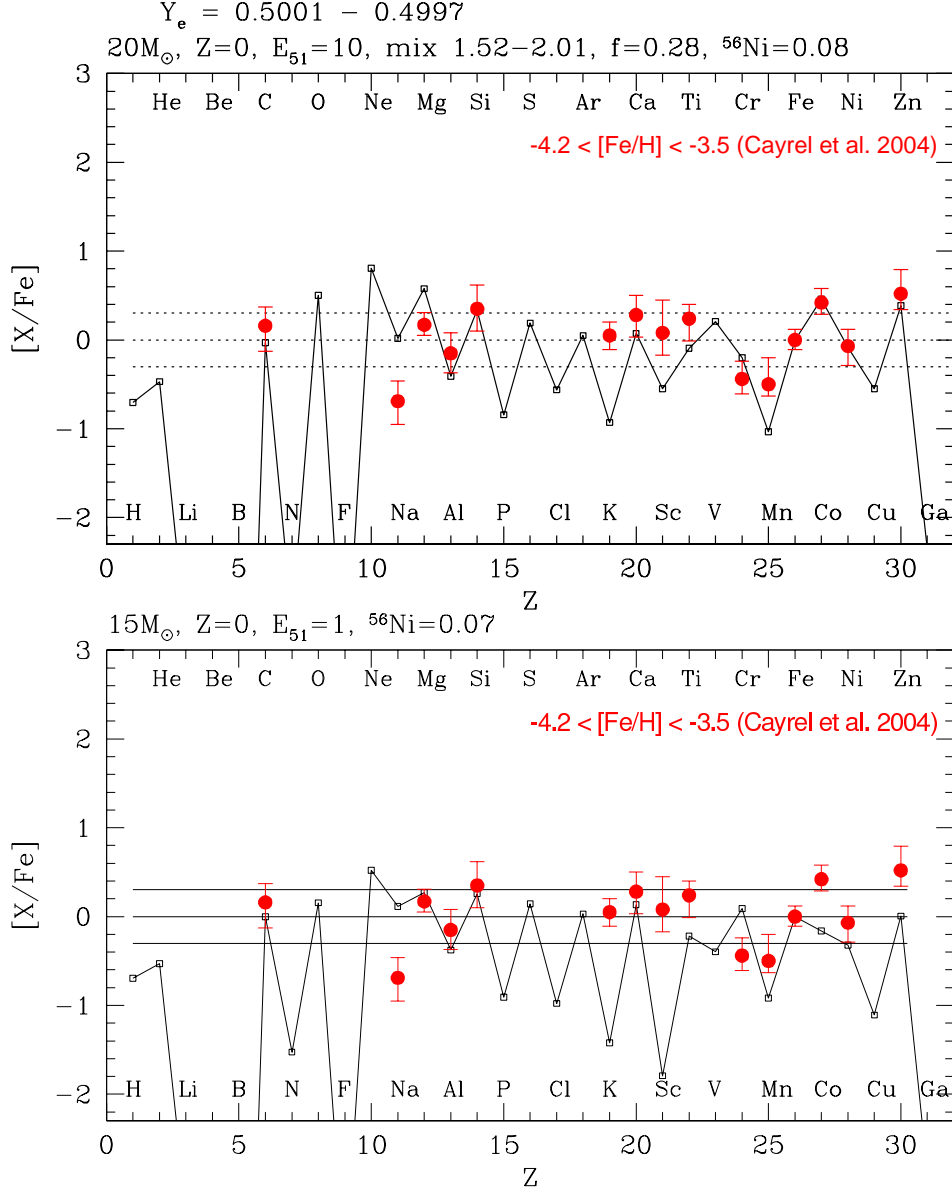 Yₑ = 0.5001 − 0.4997
20M☉, Z=0, E₅₁=10, mix 1.52−2.01, f=0.28, ⁵⁶Ni=0.08
3
He Be C O Ne Mg Si S Ar Ca Ti Cr Fe Ni Zn
-4.2 < [Fe/H] < -3.5 (Cayrel et al. 2004)
2
1
[X/Fe]
0
−1
−2
H Li B N F Na Al P Cl K Sc V Mn Co Cu Ga
0 5 10 15 20 25 30
Z
15M☉, Z=0, E₅₁=1, ⁵⁶Ni=0.07
3
He Be C O Ne Mg Si S Ar Ca Ti Cr Fe Ni Zn
-4.2 < [Fe/H] < -3.5 (Cayrel et al. 2004)
2
1
[X/Fe]
0
−1
−2
H Li B N F Na Al P Cl K Sc V Mn Co Cu Ga
0 5 10 15 20 25 30
Z